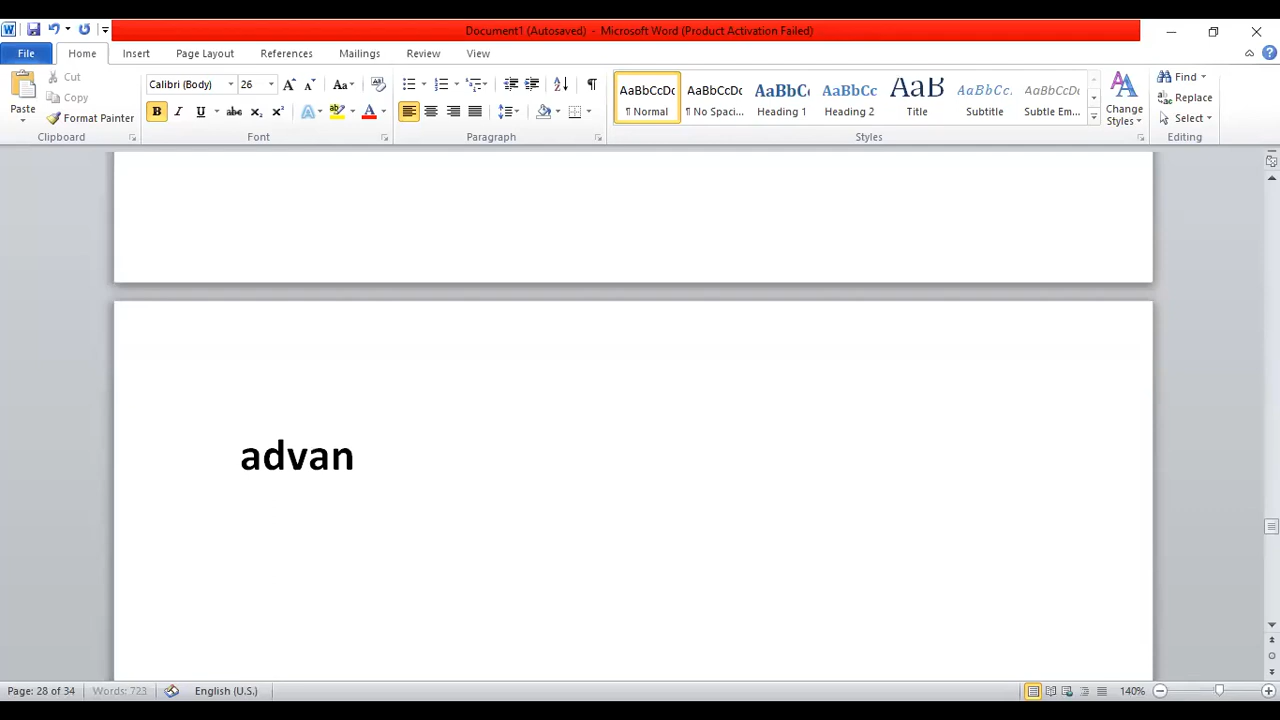 Document1 (Autosaved) - Microsoft Word (Product Activation Failed)
File Home Insert Page Layout References Mailings Review View
Paste
Cut
Copy
Format Painter
Clipboard
Calibri (Body) 26
Font
Paragraph
AaBbCcDc AaBbCcDc AaBbCc AaBbCc AaB AaBbCc. AaBbCcDc
¶ Normal ¶ No Spaci... Heading 1 Heading 2 Title Subtitle Subtle Em...
Styles
Change
Styles
Find
Replace
Select
Editing
advan
Page: 28 of 34 Words: 723 English (U.S.) 140%